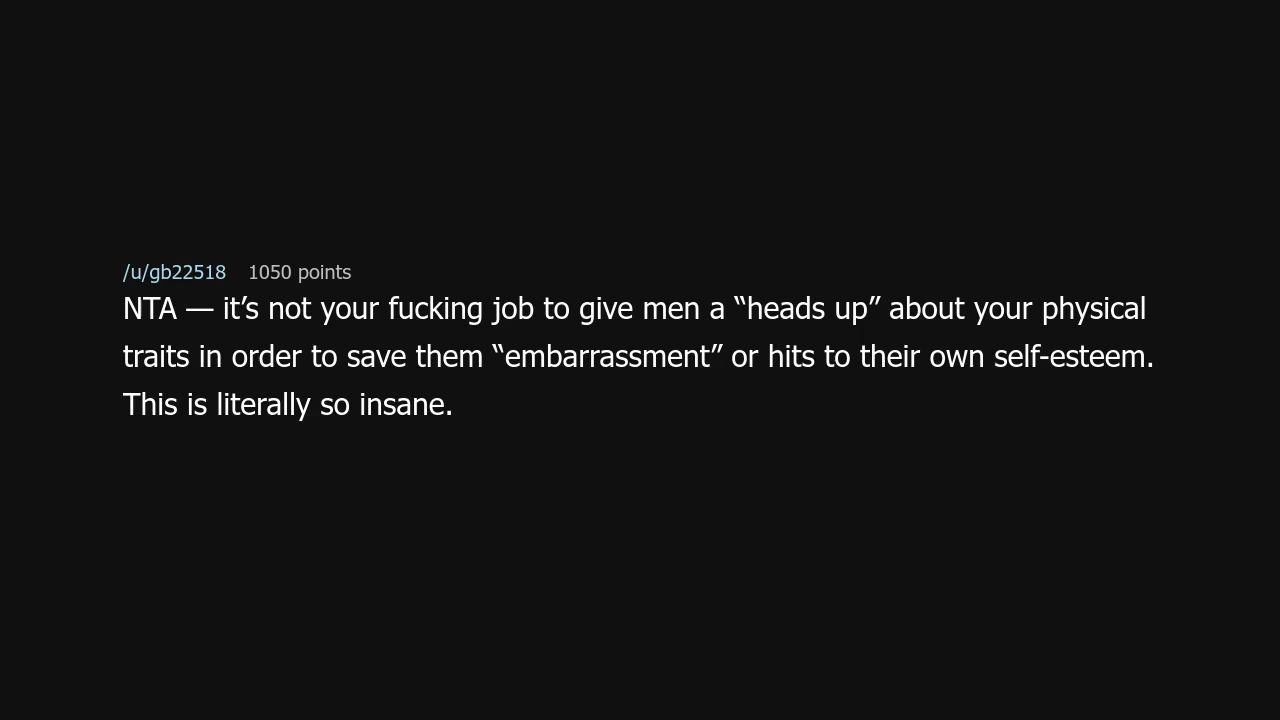 /u/gb22518 1050 points
NTA — it’s not your fucking job to give men a “heads up” about your physical
traits in order to save them “embarrassment” or hits to their own self-esteem.
This is literally so insane.